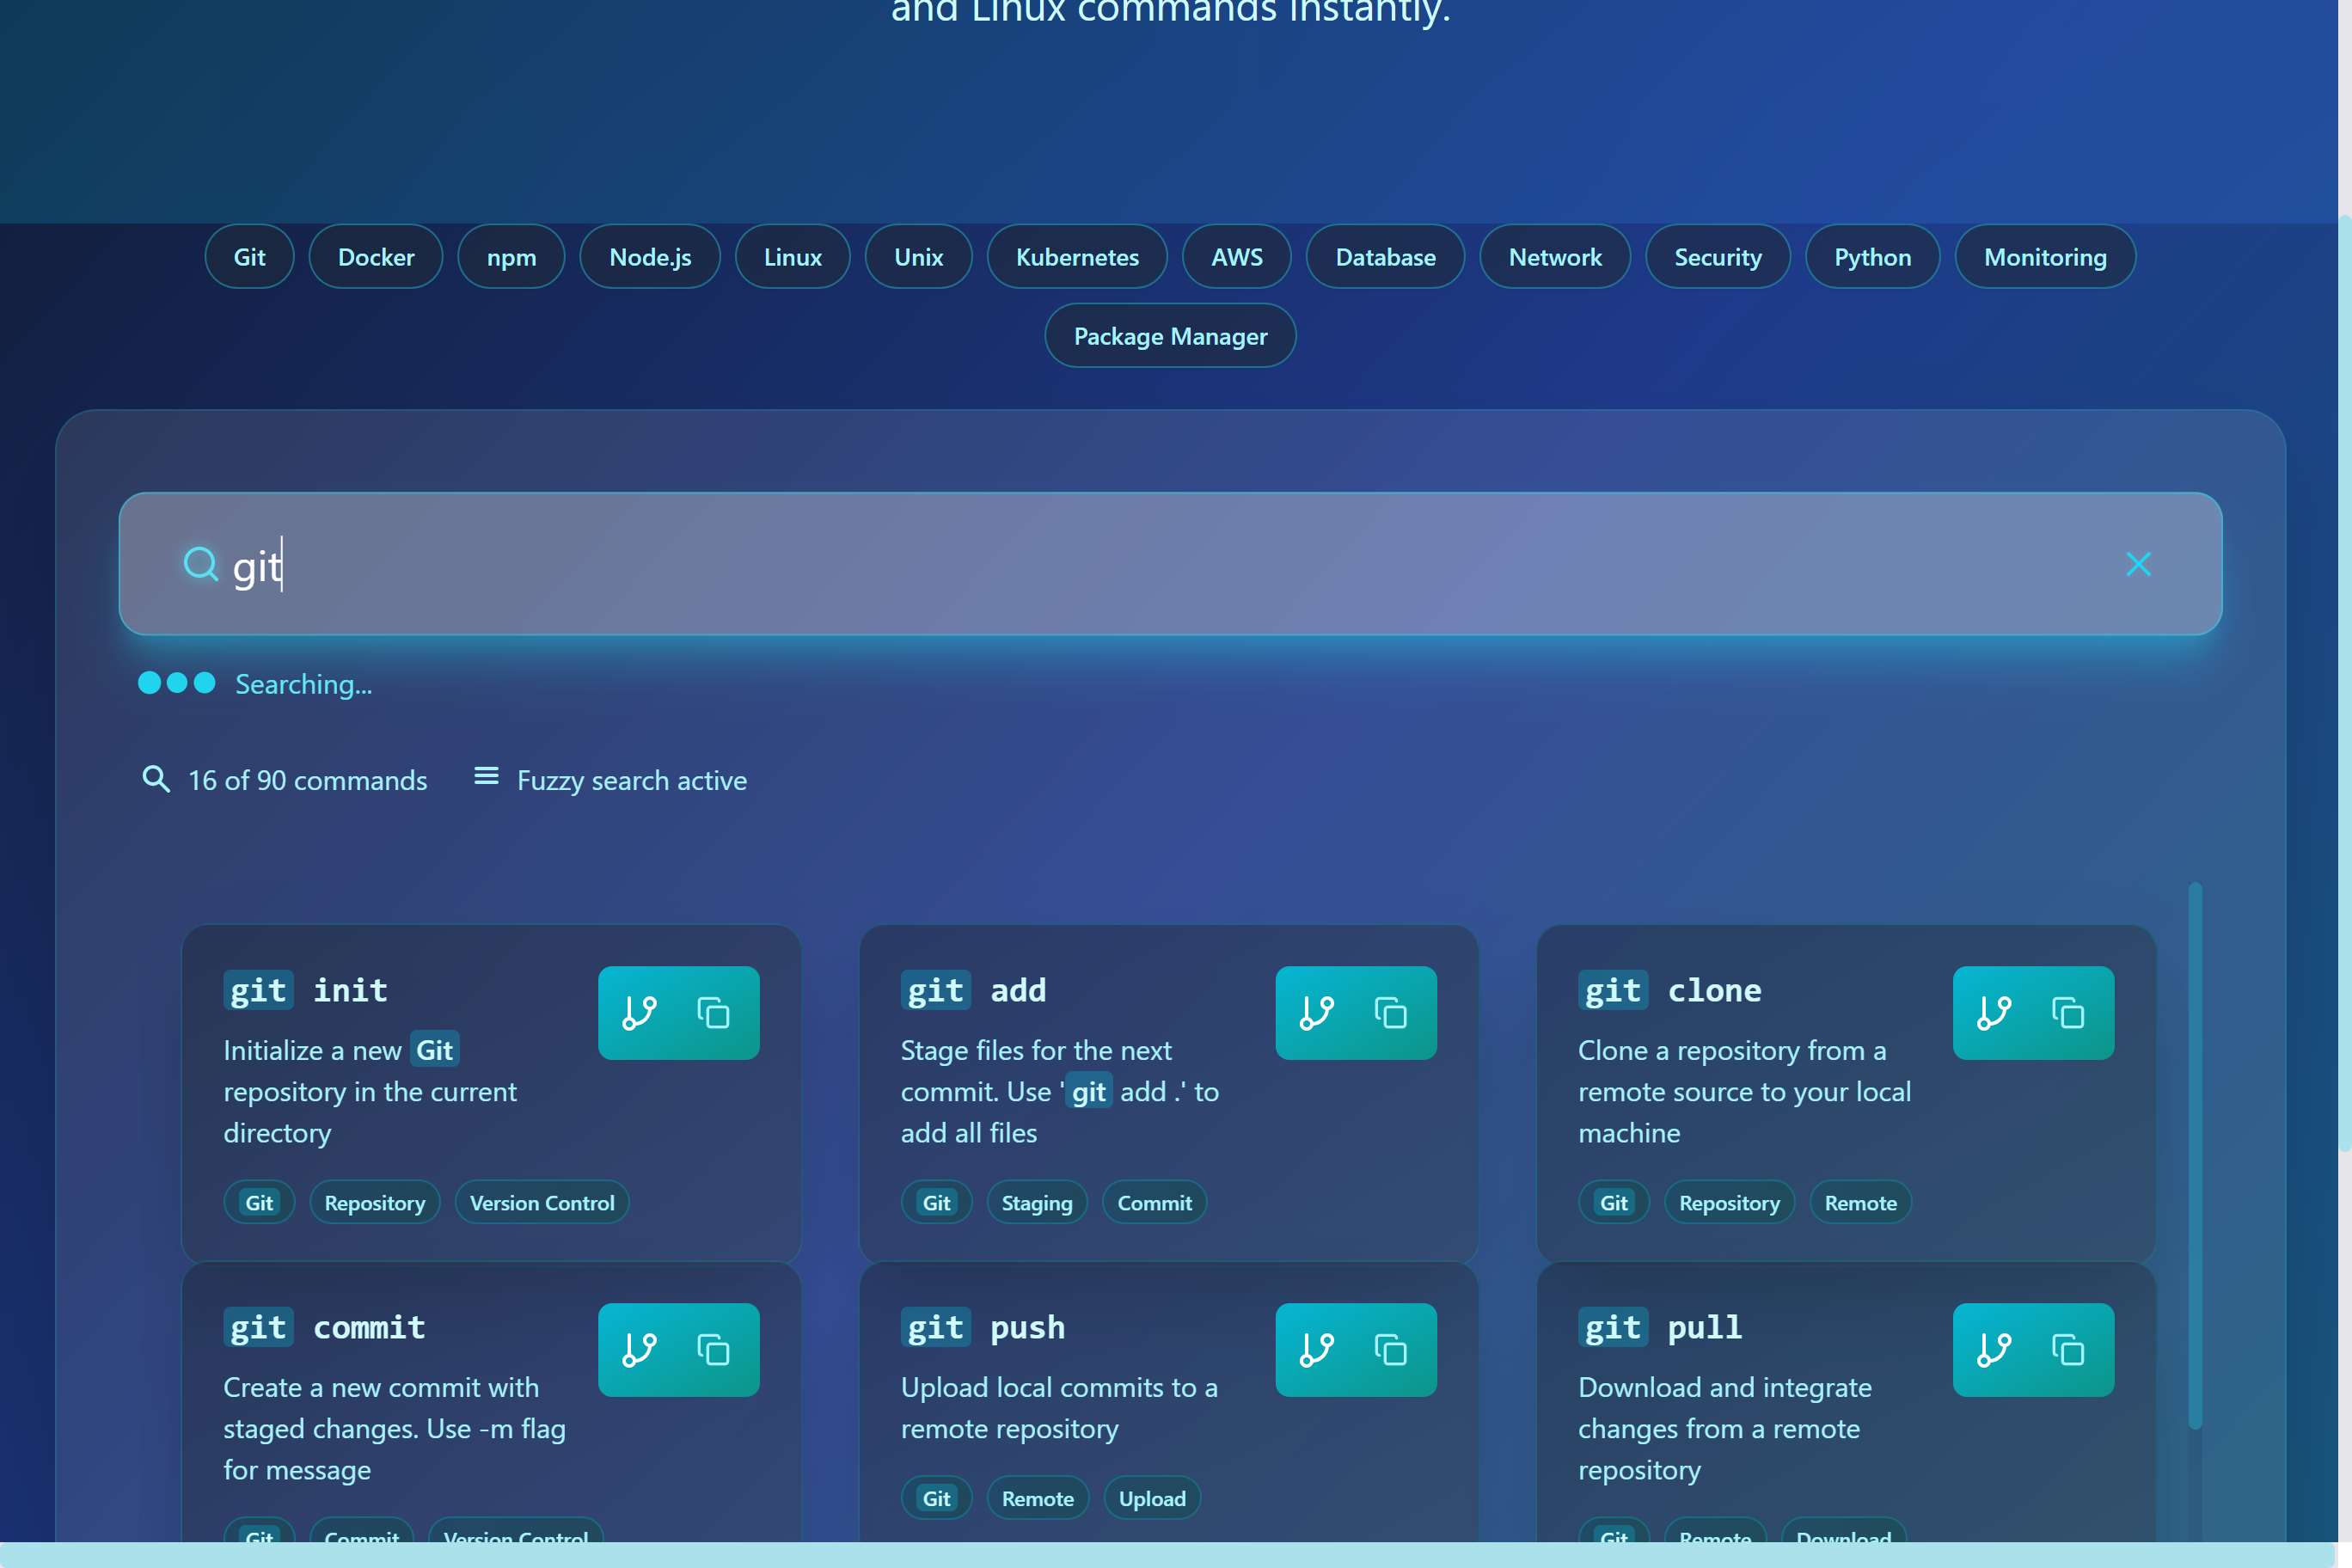 and Linux commands instantly.
Git Docker npm Node.js Linux Unix Kubernetes AWS Database Network Security Python Monitoring
Package Manager
git
Searching...
16 of 90 commands Fuzzy search active
git init
Initialize a new Git
repository in the current
directory
Git Repository Version Control
git add
Stage files for the next
commit. Use 'git add .' to
add all files
Git Staging Commit
git clone
Clone a repository from a
remote source to your local
machine
Git Repository Remote
git commit
Create a new commit with
staged changes. Use -m flag
for message
Git Commit Version Control
git push
Upload local commits to a
remote repository
Git Remote Upload
git pull
Download and integrate
changes from a remote
repository
Git Remote Download